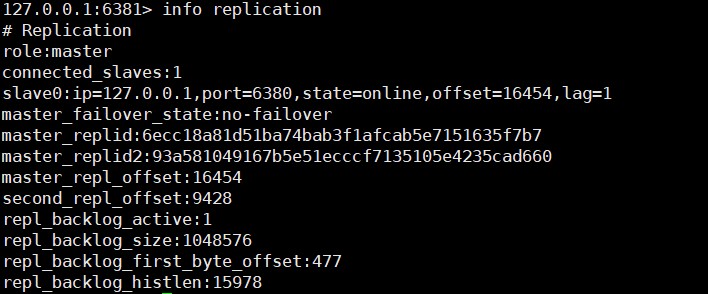 127.0.0.1:6381> info replication
# Replication
role:master
connected_slaves:1
slave0:ip=127.0.0.1,port=6380,state=online,offset=16454,lag=1
master_failover_state:no-failover
master_replid:6ecc18a81d51ba74bab3f1afcab5e7151635f7b7
master_replid2:93a581049167b5e51ecccf7135105e4235cad660
master_repl_offset:16454
second_repl_offset:9428
repl_backlog_active:1
repl_backlog_size:1048576
repl_backlog_first_byte_offset:477
repl_backlog_histlen:15978